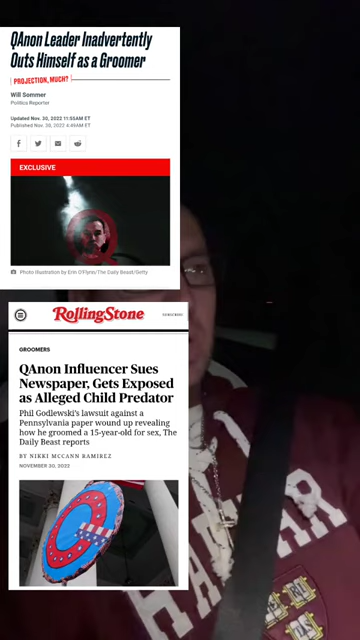 QAnon Leader Inadvertently
Outs Himself as a Groomer
PROJECTION, MUCH?
Will Sommer
Politics Reporter
Updated Nov. 30, 2022 11:55AM ET
Published Nov. 30, 2022 4:49AM ET
EXCLUSIVE
Photo Illustration by Erin O'Flynn/The Daily Beast/Getty
RollingStone
SUBSCRIBE
GROOMERS
QAnon Influencer Sues
Newspaper, Gets Exposed
as Alleged Child Predator
Phil Godlewski's lawsuit against a
Pennsylvania paper wound up revealing
how he groomed a 15-year-old for sex, The
Daily Beast reports
BY NIKKI MCCANN RAMIREZ
NOVEMBER 30, 2022